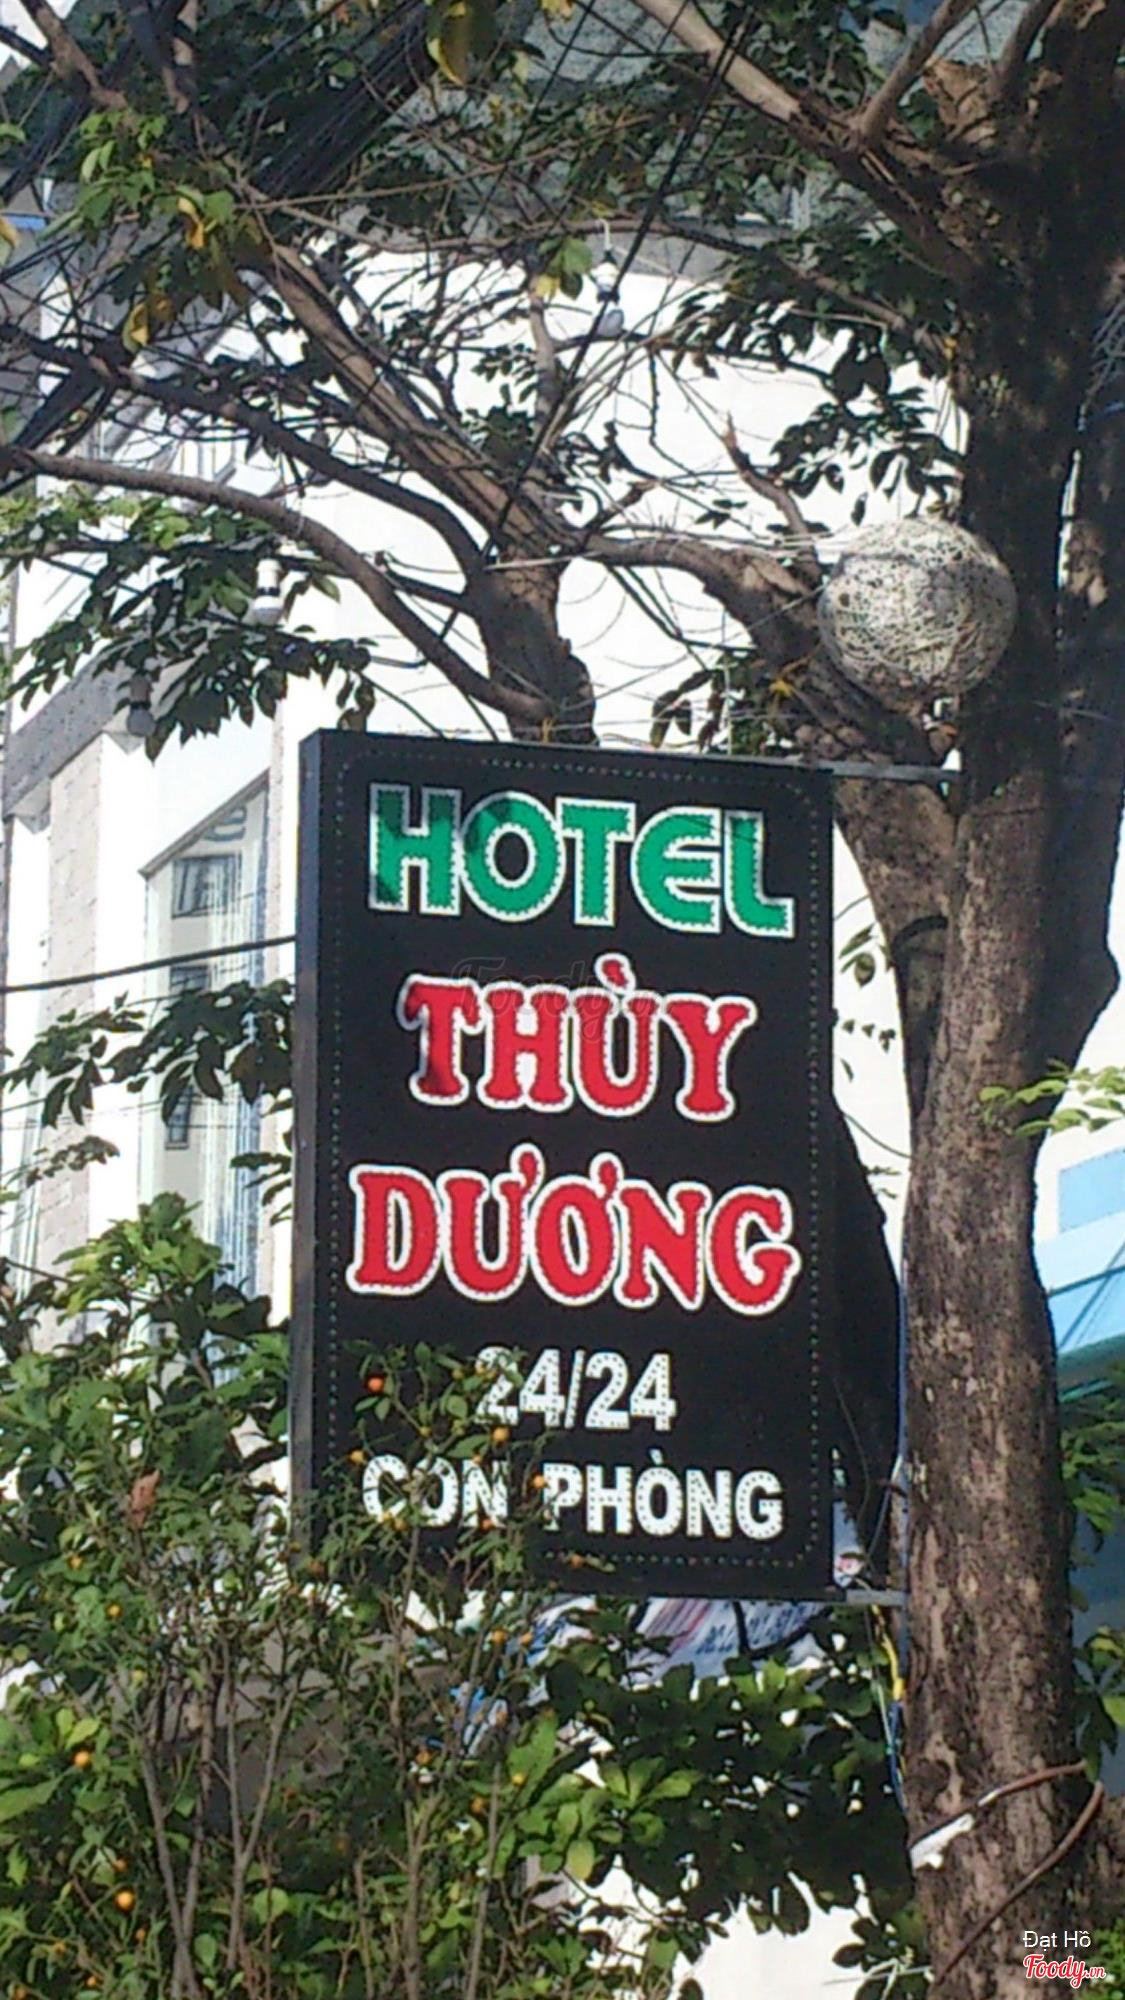 HOTEL
THÙY
DƯƠNG
24/24
CÒN PHÒNG
Đạt Hồ
Foody.vn